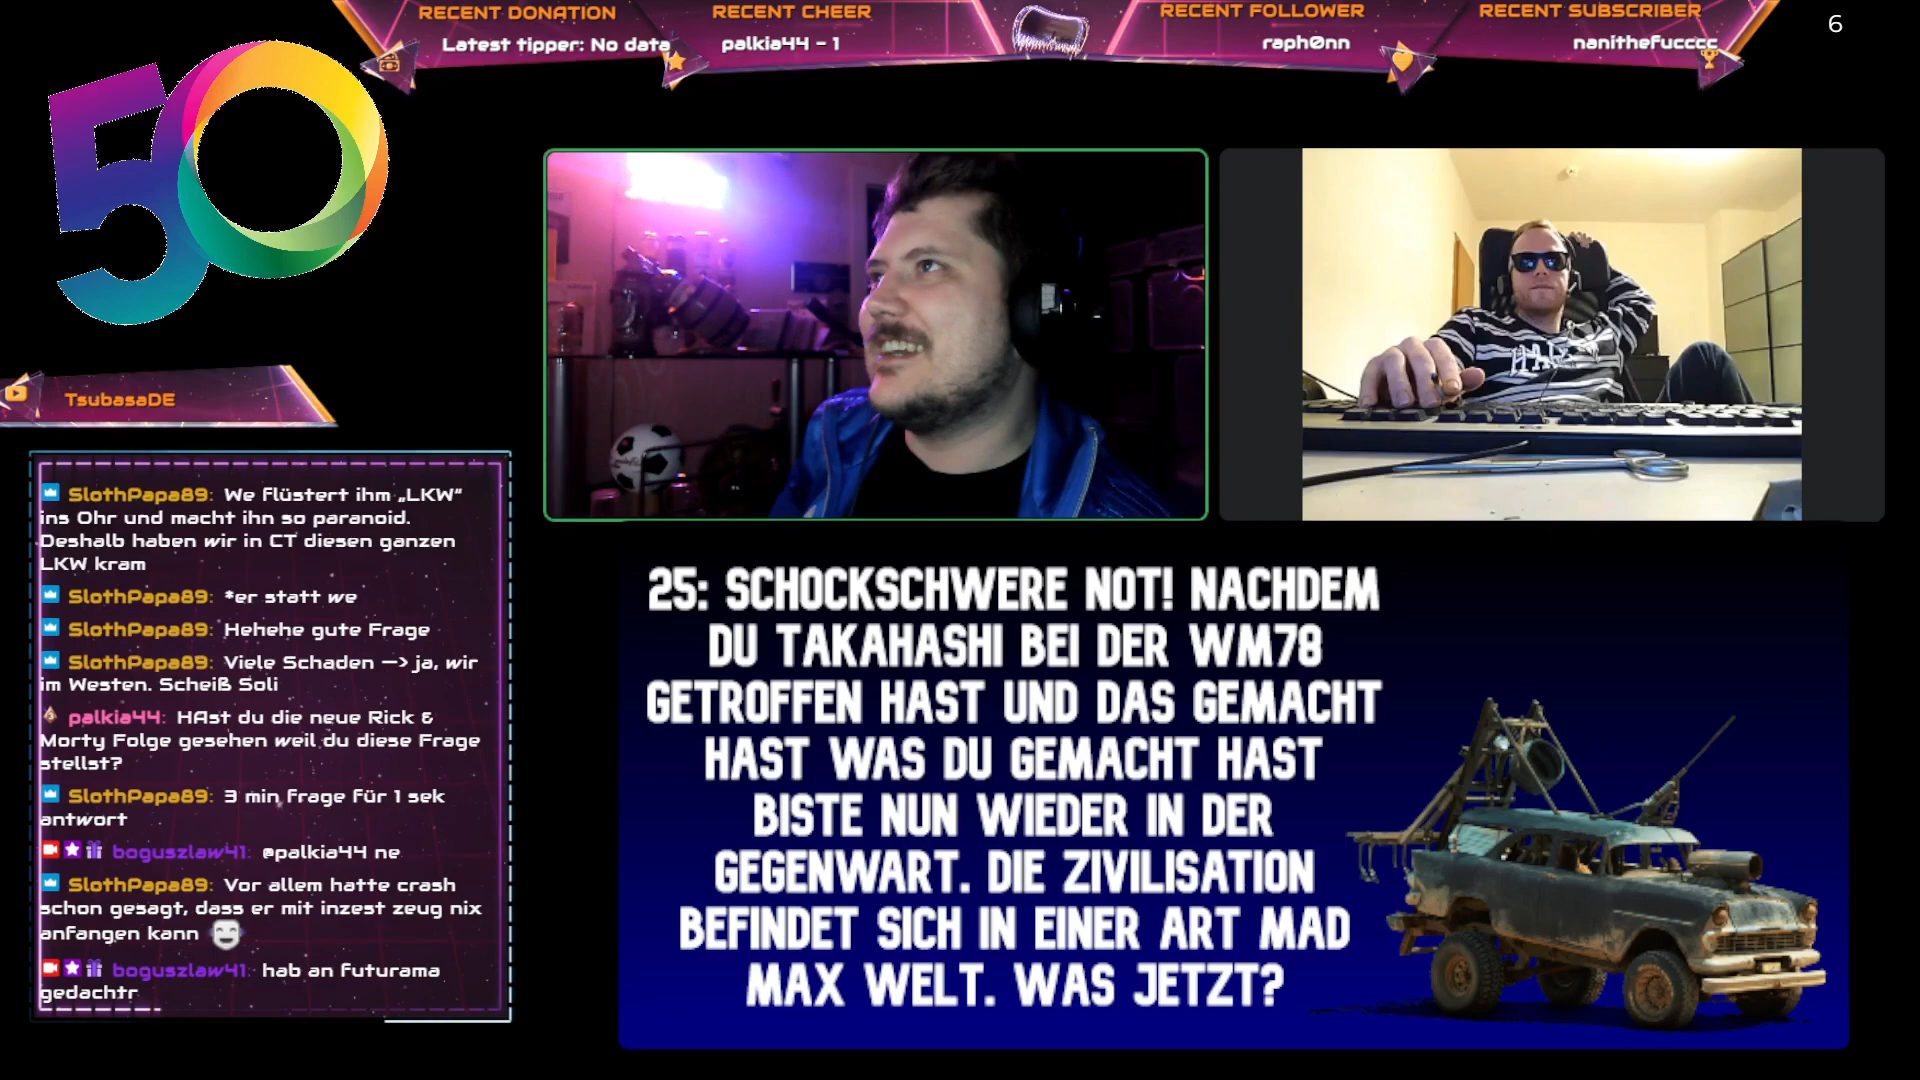 RECENT DONATION
Latest tipper: No data
RECENT CHEER
palkia44 - 1
RECENT FOLLOWER
raph0nn
RECENT SUBSCRIBER
nanithefucccc
6
50
TsubasaDE
SlothPapa89: We Flüstert ihm „LKW“
ins Ohr und macht ihn so paranoid.
Deshalb haben wir in CT diesen ganzen
LKW kram
SlothPapa89: *er statt we
SlothPapa89: Hehehe gute Frage
SlothPapa89: Viele Schaden —> ja, wir
im Westen. Scheiß Soli
palkia44: HAst du die neue Rick &
Morty Folge gesehen weil du diese Frage
stellst?
SlothPapa89: 3 min Frage für 1 sek
antwort
boguszlaw41: @palkia44 ne
SlothPapa89: Vor allem hatte crash
schon gesagt, dass er mit inzest zeug nix
anfangen kann
boguszlaw41: hab an futurama
gedachtr
25: SCHOCKSCHWERE NOT! NACHDEM
DU TAKAHASHI BEI DER WM78
GETROFFEN HAST UND DAS GEMACHT
HAST WAS DU GEMACHT HAST
BISTE NUN WIEDER IN DER
GEGENWART. DIE ZIVILISATION
BEFINDET SICH IN EINER ART MAD
MAX WELT. WAS JETZT?